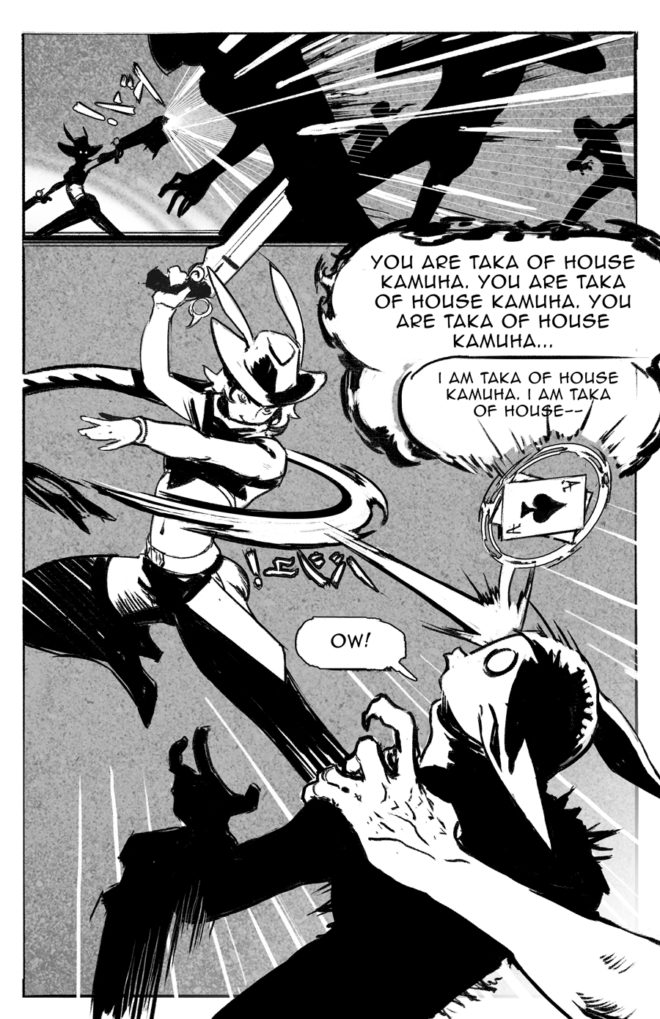 YOU ARE TAKA OF HOUSE
KAMUHA. YOU ARE TAKA
OF HOUSE KAMUHA. YOU
ARE TAKA OF HOUSE
KAMUHA...
I AM TAKA OF HOUSE
KAMUHA. I AM TAKA
OF HOUSE--
A
A
OW!